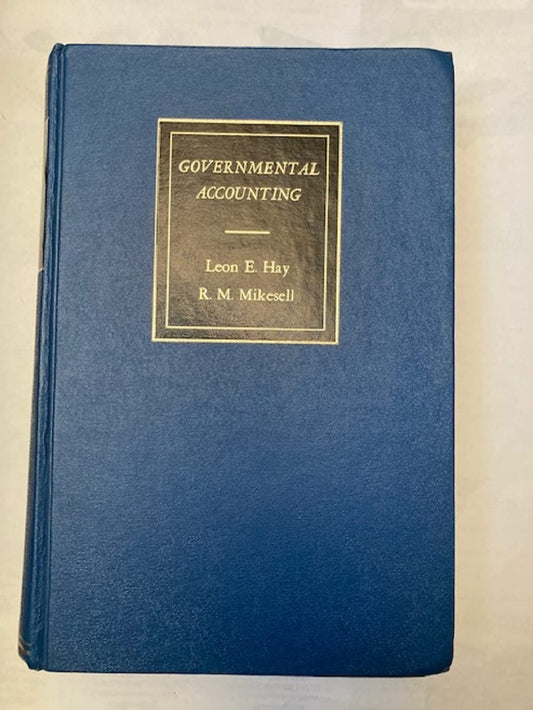 GOVERNMENTAL
ACCOUNTING
Leon E. Hay
R. M. Mikesell